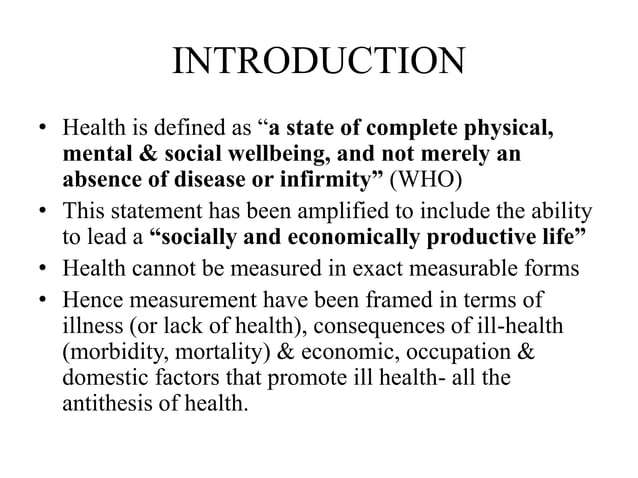 INTRODUCTION
• Health is defined as “a state of complete physical,
mental & social wellbeing, and not merely an
absence of disease or infirmity” (WHO)
• This statement has been amplified to include the ability
to lead a “socially and economically productive life”
• Health cannot be measured in exact measurable forms
• Hence measurement have been framed in terms of
illness (or lack of health), consequences of ill-health
(morbidity, mortality) & economic, occupation &
domestic factors that promote ill health- all the
antithesis of health.